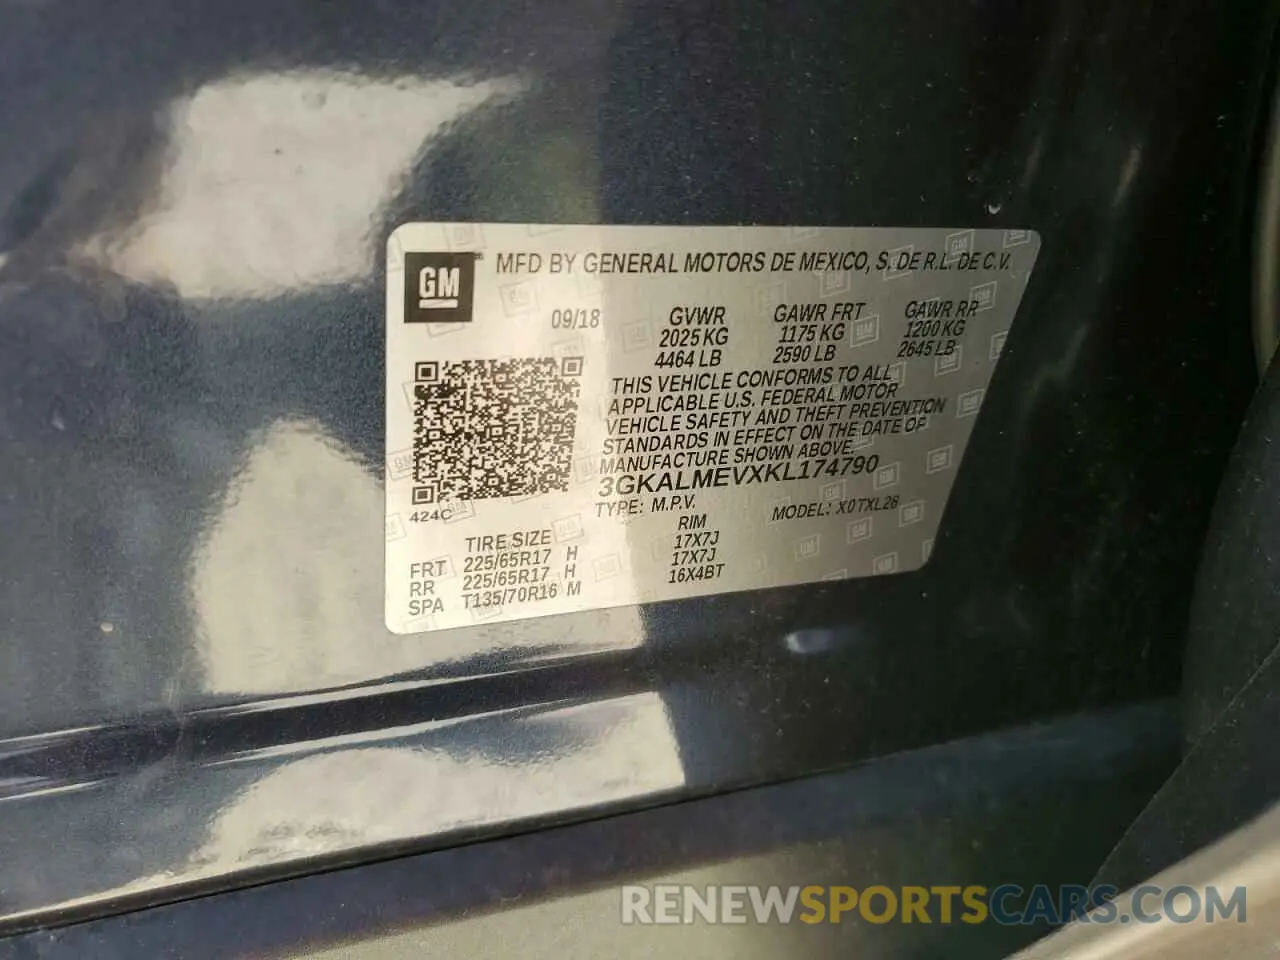 GM
MFD BY GENERAL MOTORS DE MEXICO, S. DE R.L. DE C.V.
09/18
GVWR GAWR FRT GAWR RR
2025 KG 1175 KG 1200 KG
4464 LB 2590 LB 2645 LB
THIS VEHICLE CONFORMS TO ALL
APPLICABLE U.S. FEDERAL MOTOR
VEHICLE SAFETY AND THEFT PREVENTION
STANDARDS IN EFFECT ON THE DATE OF
MANUFACTURE SHOWN ABOVE.
3GKALMEVXKL174790
TYPE: M.P.V. MODEL: X0TXL26
424C
TIRE SIZE RIM
FRT 225/65R17 H 17X7J
RR 225/65R17 H 17X7J
SPA T135/70R16 M 16X4BT
RENEWSPORTSCARS.COM